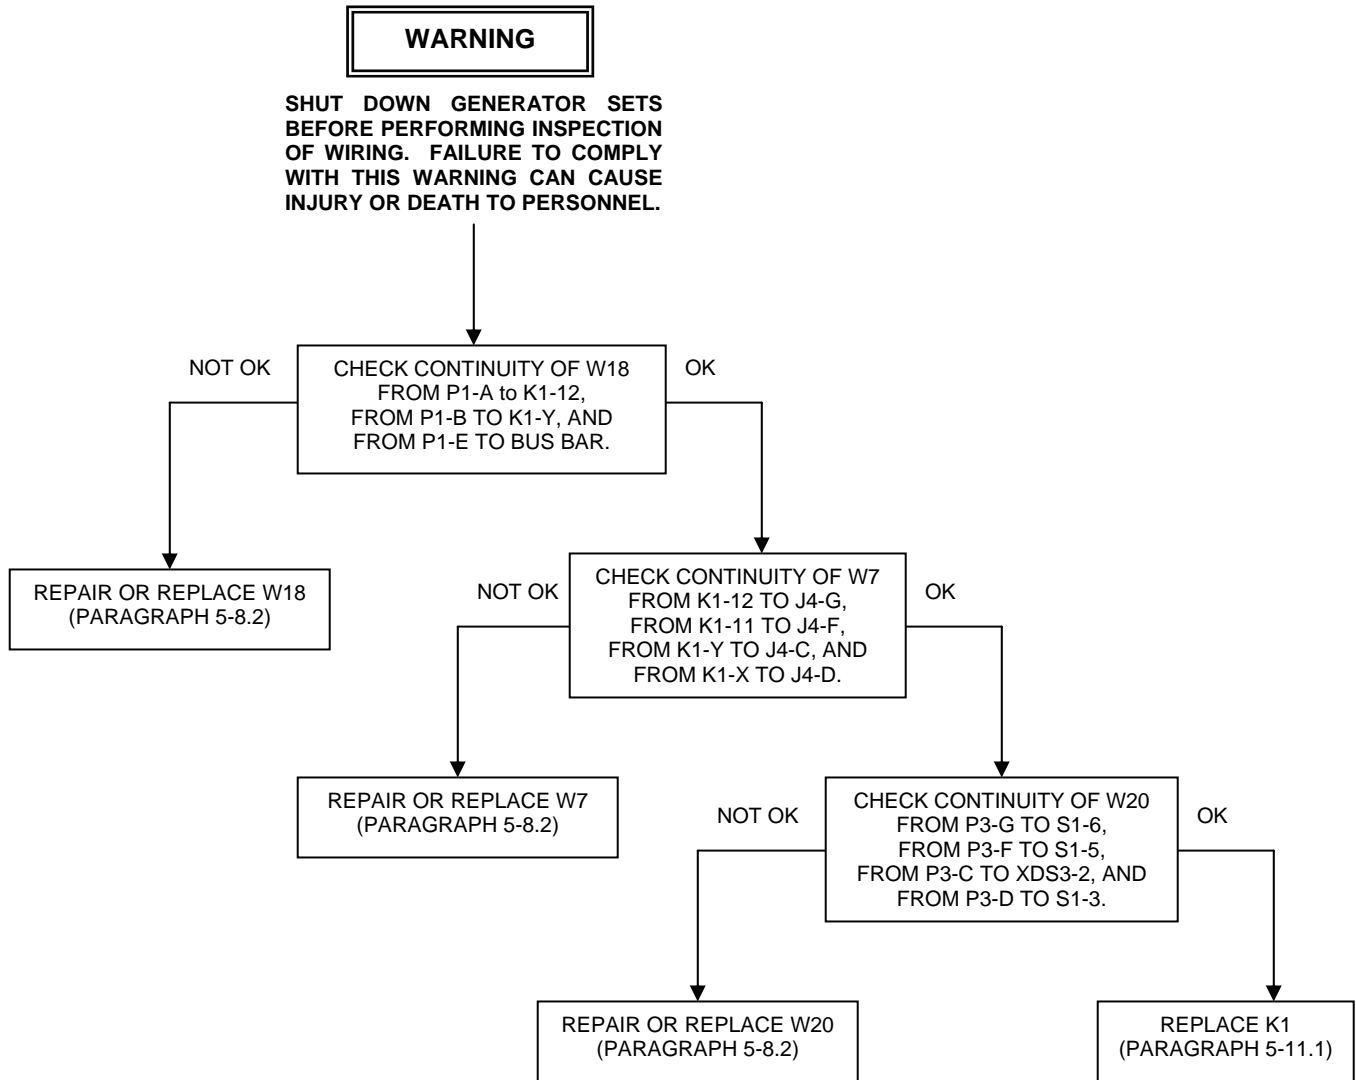 WARNING
SHUT DOWN GENERATOR SETS
BEFORE PERFORMING INSPECTION
OF WIRING. FAILURE TO COMPLY
WITH THIS WARNING CAN CAUSE
INJURY OR DEATH TO PERSONNEL.
NOT OK
CHECK CONTINUITY OF W18
FROM P1-A to K1-12,
FROM P1-B TO K1-Y, AND
FROM P1-E TO BUS BAR.
OK
REPAIR OR REPLACE W18
(PARAGRAPH 5-8.2)
NOT OK
CHECK CONTINUITY OF W7
FROM K1-12 TO J4-G,
FROM K1-11 TO J4-F,
FROM K1-Y TO J4-C, AND
FROM K1-X TO J4-D.
OK
REPAIR OR REPLACE W7
(PARAGRAPH 5-8.2)
NOT OK
CHECK CONTINUITY OF W20
FROM P3-G TO S1-6,
FROM P3-F TO S1-5,
FROM P3-C TO XDS3-2, AND
FROM P3-D TO S1-3.
OK
REPAIR OR REPLACE W20
(PARAGRAPH 5-8.2)
REPLACE K1
(PARAGRAPH 5-11.1)